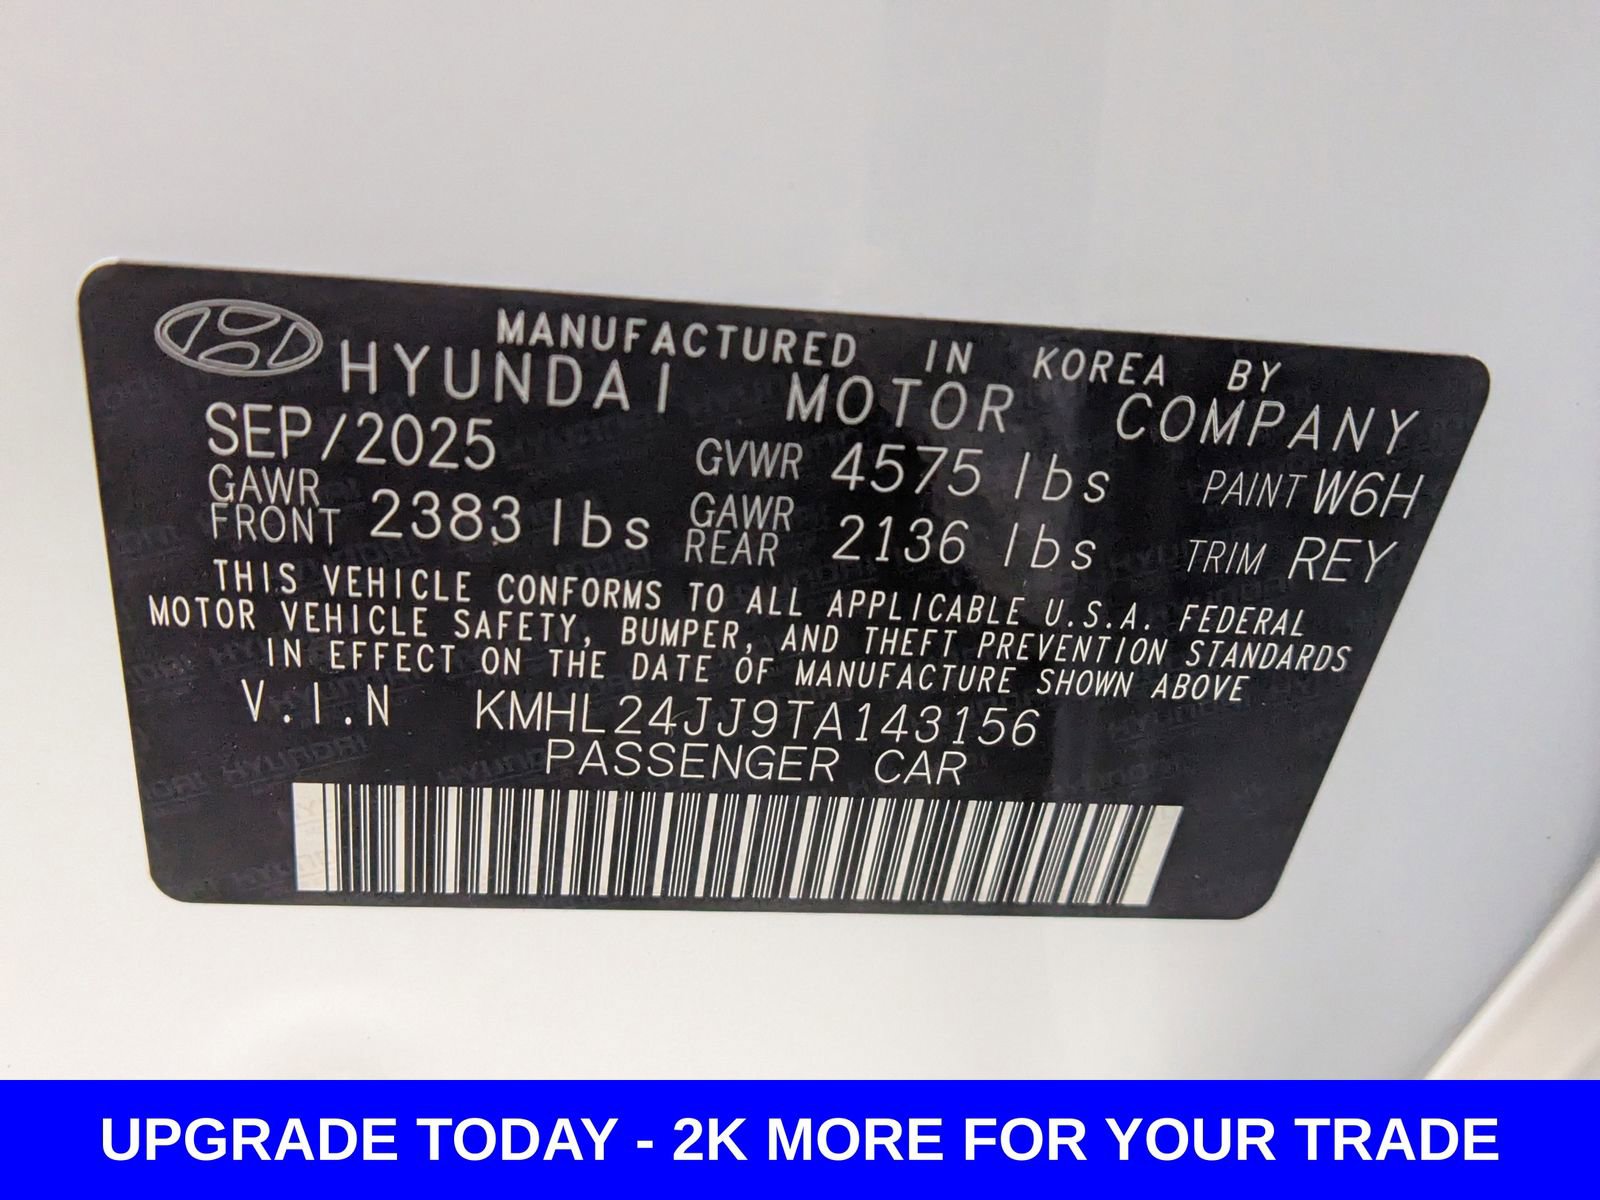 MANUFACTURED IN KOREA BY
HYUNDAI MOTOR COMPANY
SEP/2025 GVWR 4575 lbs PAINT W6H
GAWR FRONT 2383 lbs GAWR REAR 2136 lbs TRIM REY
THIS VEHICLE CONFORMS TO ALL APPLICABLE U.S.A. FEDERAL
MOTOR VEHICLE SAFETY, BUMPER, AND THEFT PREVENTION STANDARDS
IN EFFECT ON THE DATE OF MANUFACTURE SHOWN ABOVE
V.I.N KMHL24JJ9TA143156
PASSENGER CAR
UPGRADE TODAY - 2K MORE FOR YOUR TRADE